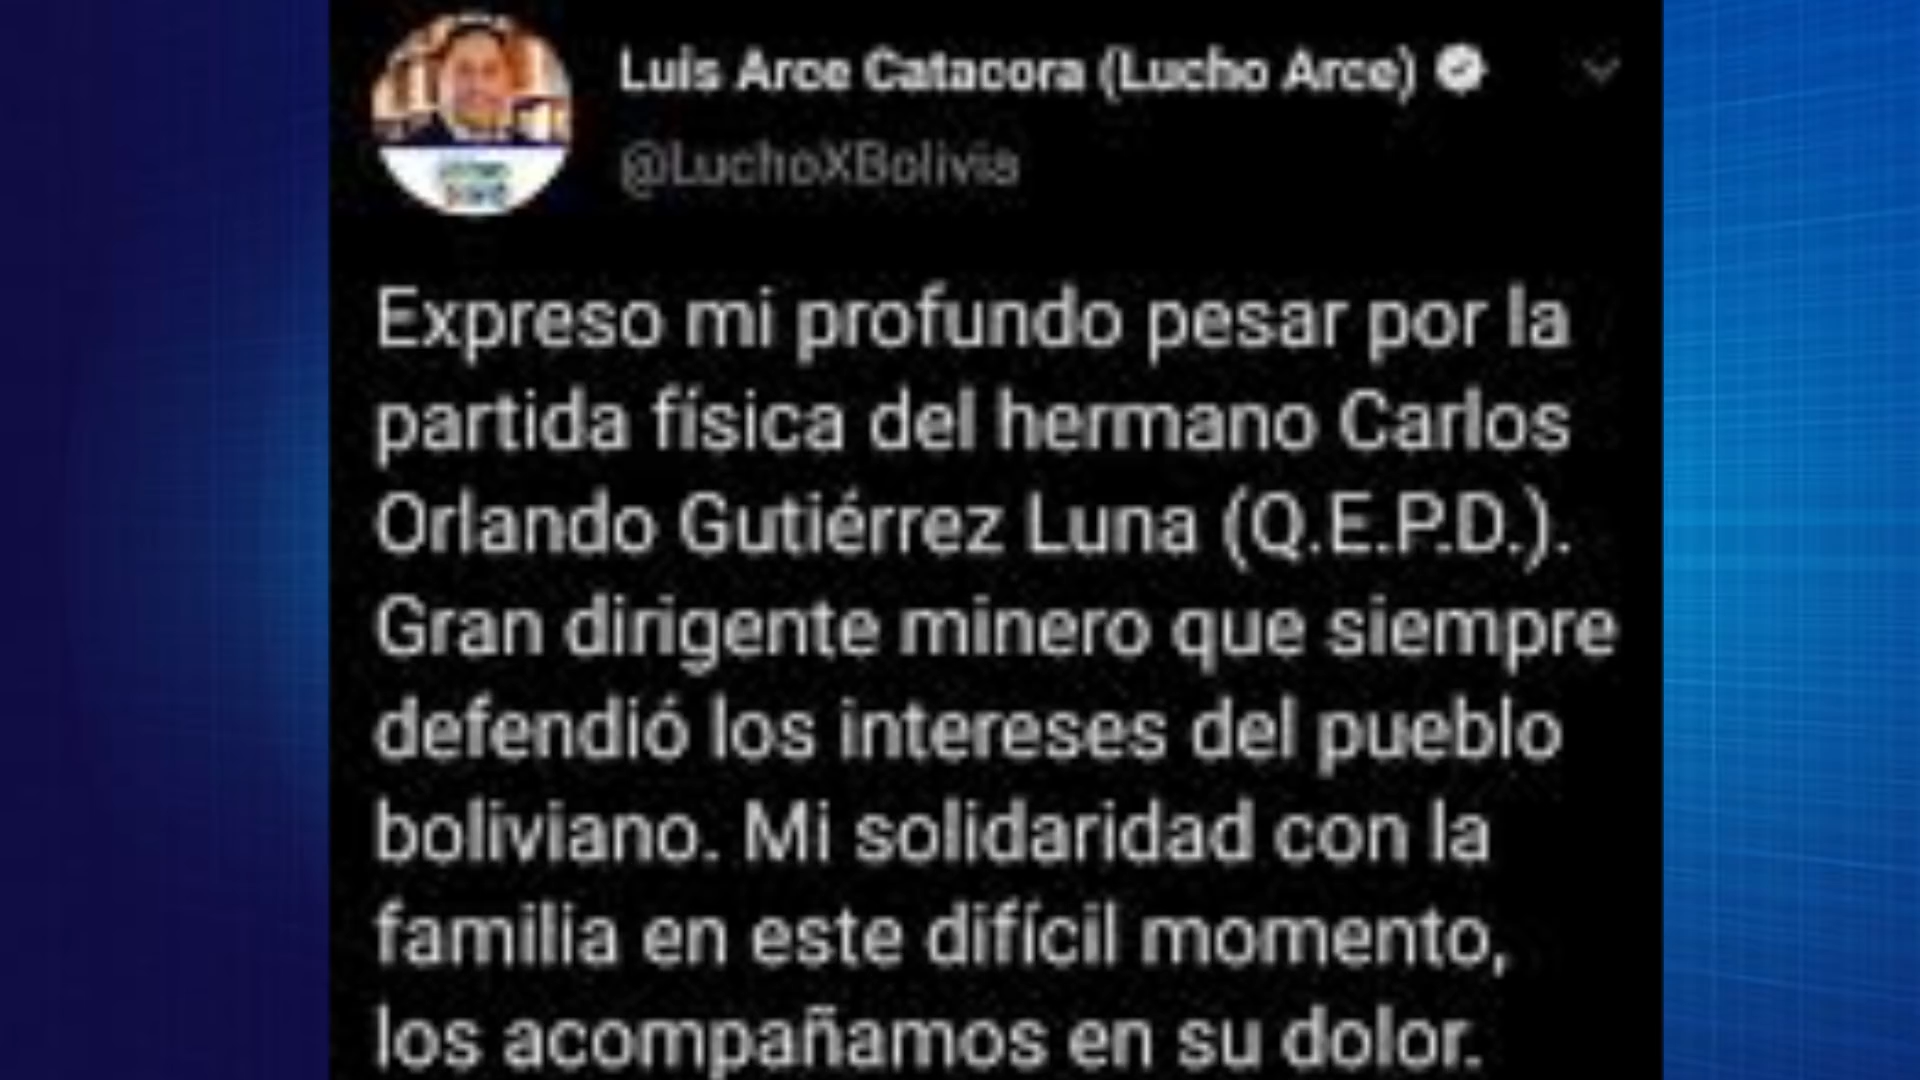 Luis Arce Catacora (Lucho Arce)
@LuchoXBolivia
Expreso mi profundo pesar por la
partida física del hermano Carlos
Orlando Gutiérrez Luna (Q.E.P.D.).
Gran dirigente minero que siempre
defendió los intereses del pueblo
boliviano. Mi solidaridad con la
familia en este difícil momento,
los acompañamos en su dolor.